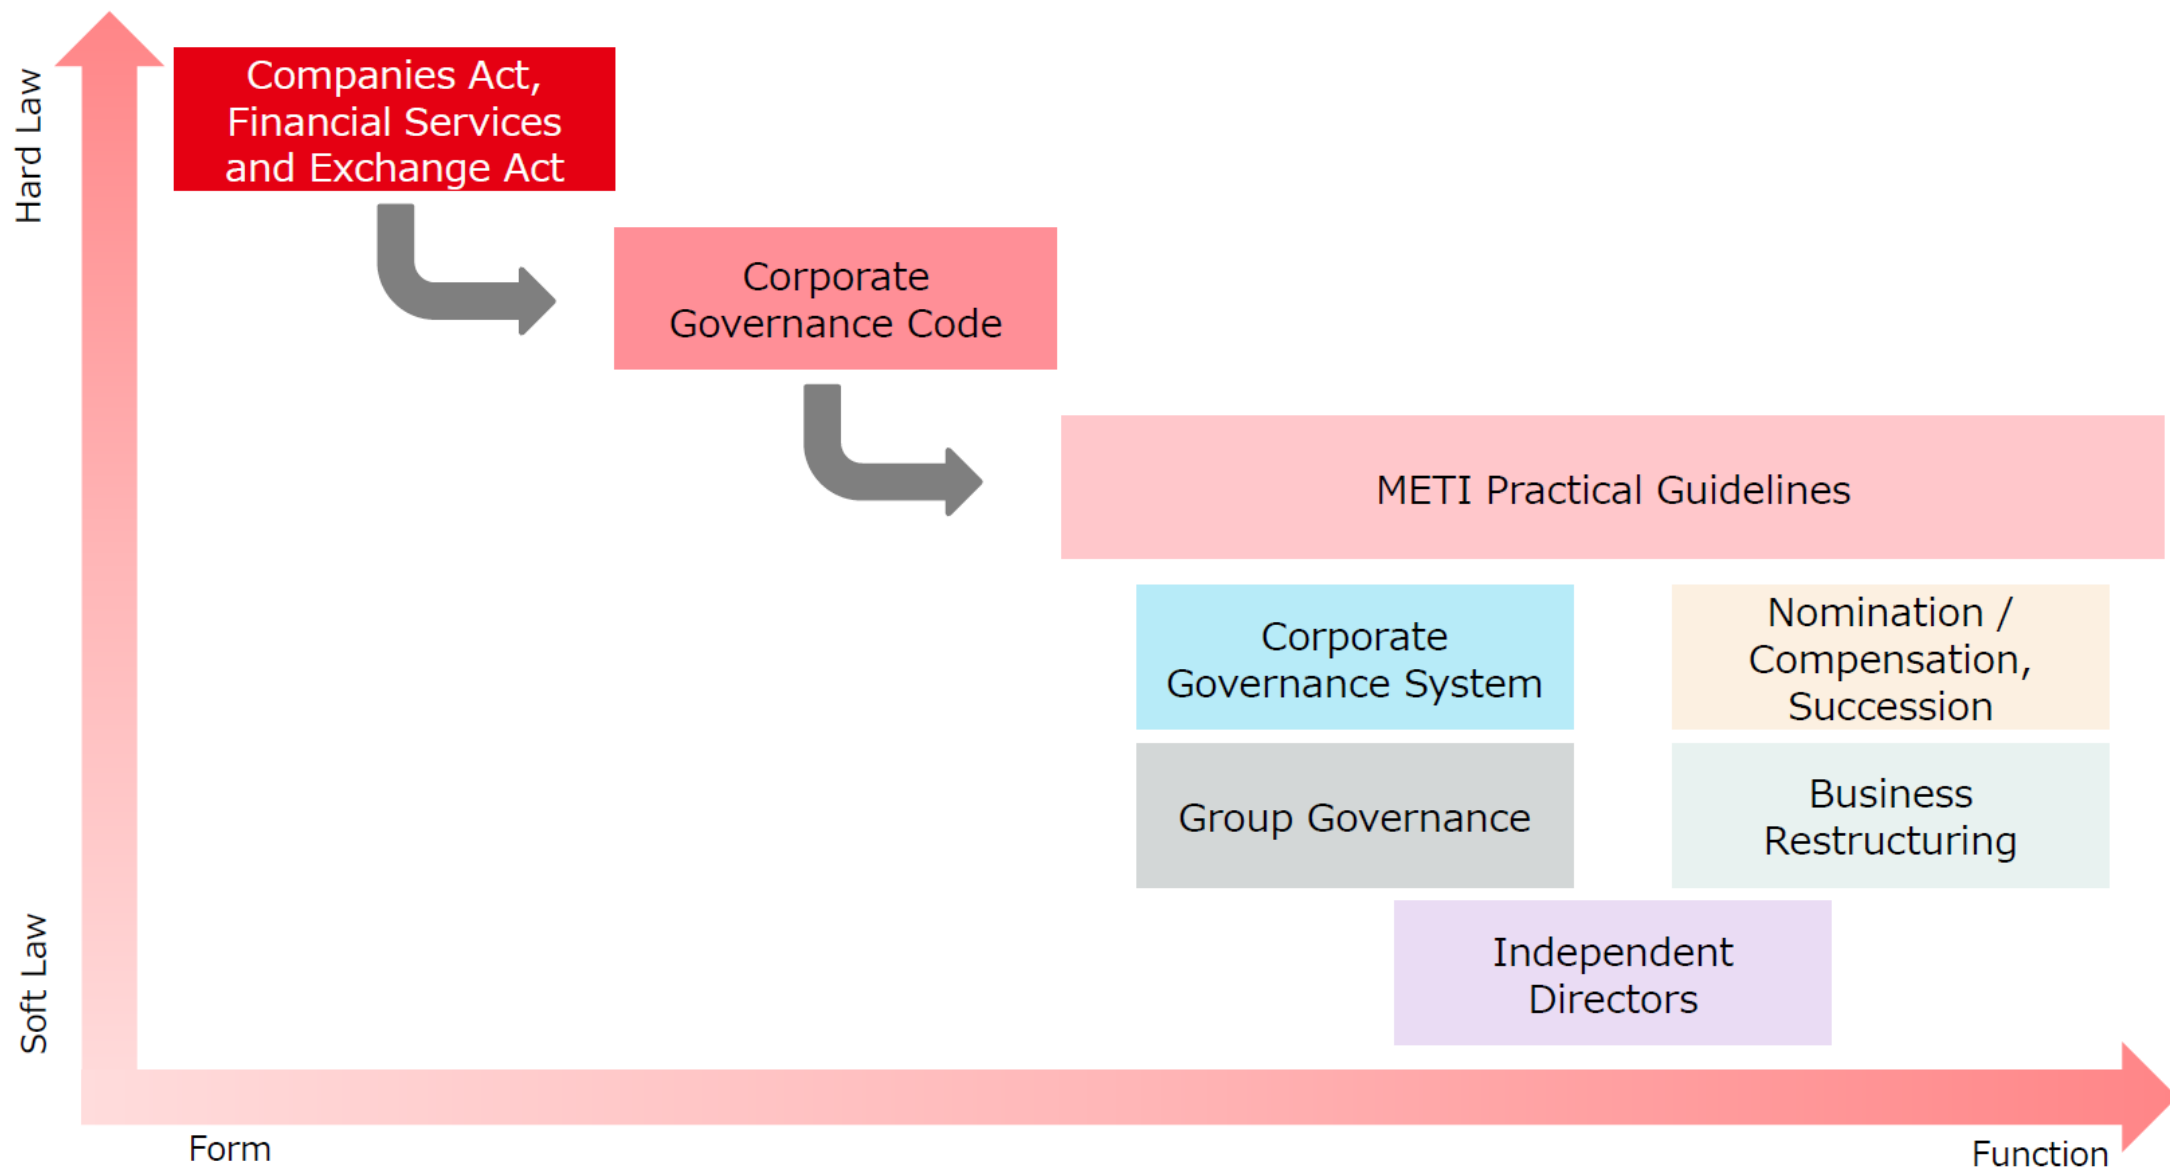 Hard Law
Companies Act,
Financial Services
and Exchange Act
Corporate
Governance Code
METI Practical Guidelines
Corporate
Governance System
Nomination /
Compensation,
Succession
Group Governance
Business
Restructuring
Independent
Directors
Soft Law
Form
Function